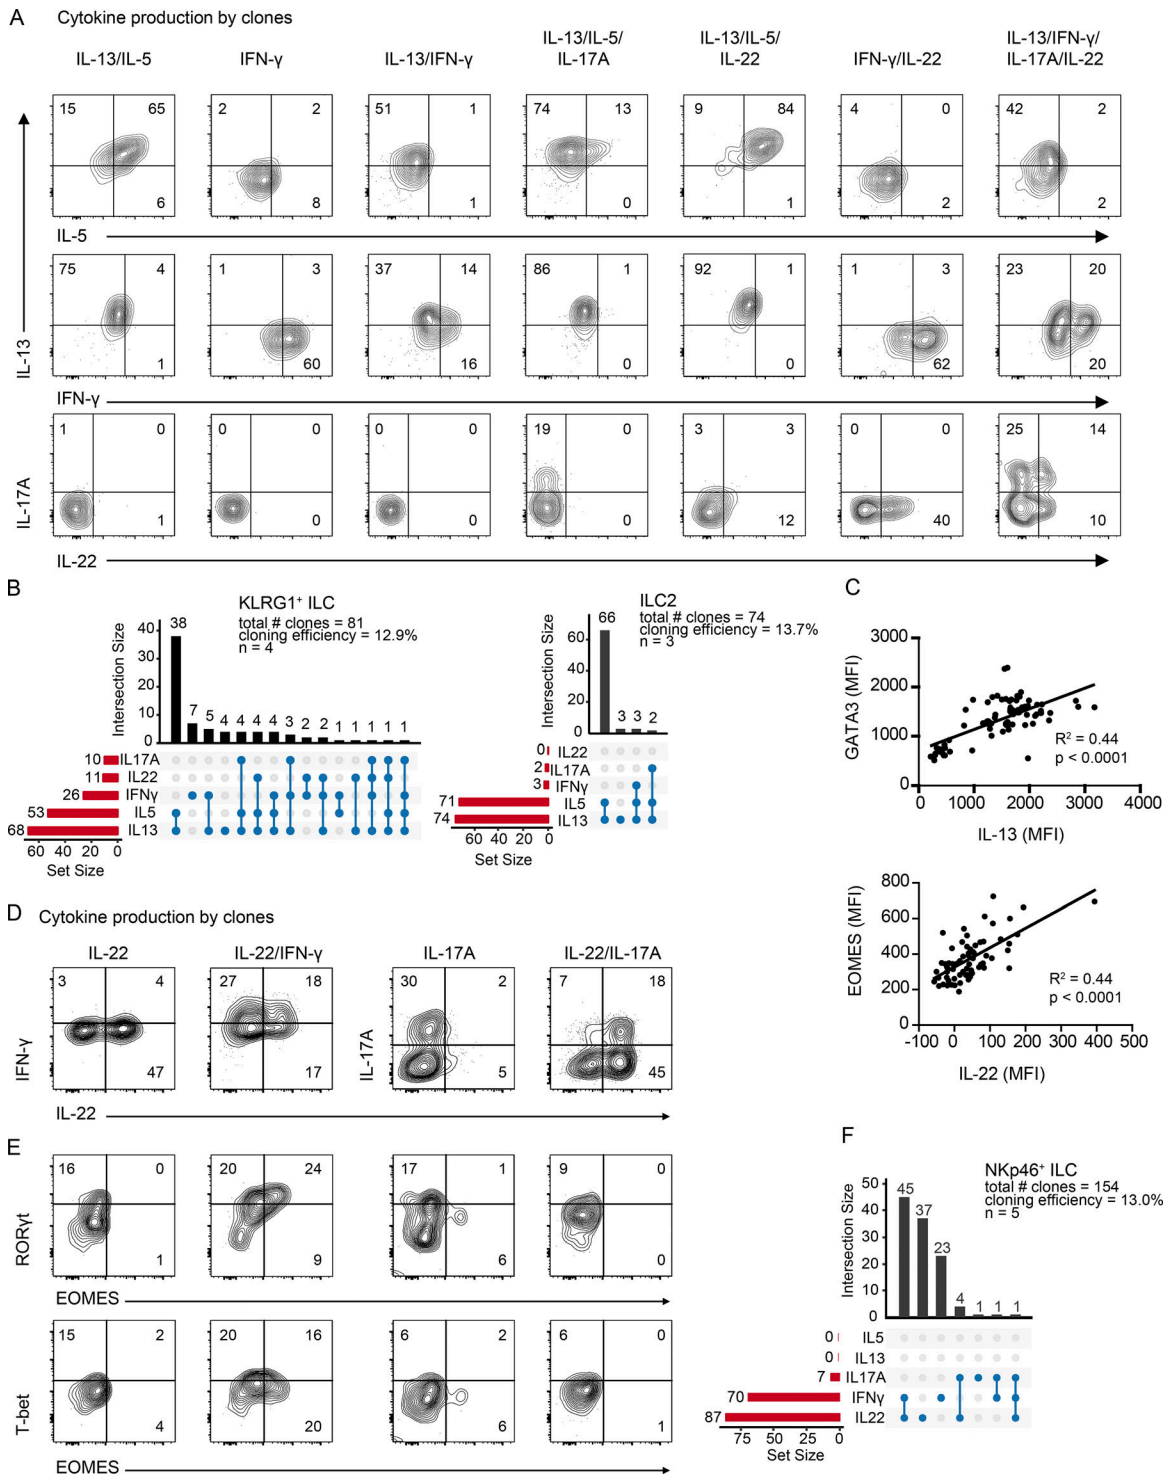 A Cytokine production by clones
IL-13/IL-5 IFN-γ IL-13/IFN-γ IL-13/IL-5/ IL-13/IL-5/ IFN-γ/IL-22 IL-13/IFN-γ/
IL-17A IL-22 IL-17A/IL-22
15 65 2 2 51 1 74 13 9 84 4 0 42 2
6 8 1 0 1 2 2
IL-5
75 4 1 3 37 14 86 1 92 1 1 3 23 20
1 60 16 0 0 62 20
IL-13
IFN-γ
1 0 0 0 0 0 19 0 3 3 0 0 25 14
1 0 0 0 12 40 10
IL-17A
IL-22
B
KLRG1+ ILC
total # clones = 81
cloning efficiency = 12.9%
n = 4
Intersection Size
40
30
20
10
0
38 7 5 4 4 4 4 3 2 2 1 1 1 1 1
10 IL17A
11 IL22
26 IFNγ
53 IL5
68 IL13
60 40 20 0
Set Size
ILC2
total # clones = 74
cloning efficiency = 13.7%
n = 3
Intersection Size
60
40
20
0
66 3 3 2
0 IL22
2 IL17A
3 IFNγ
71 IL5
74 IL13
60 40 20 0
Set Size
C
GATA3 (MFI)
3000
2000
1000
0
R2 = 0.44
p < 0.0001
0 1000 2000 3000 4000
IL-13 (MFI)
EOMES (MFI)
800
600
400
200
0
R2 = 0.44
p < 0.0001
-100 0 100 200 300 400 500
IL-22 (MFI)
D Cytokine production by clones
IL-22 IL-22/IFN-γ IL-17A IL-22/IL-17A
3 4 27 18 30 2 7 18
47 17 5 45
IFN-γ
IL-17A
IL-22
E
16 0 20 24 17 1 9 0
1 9 6 0
RORγt
EOMES
15 2 20 16 6 2 6 0
4 20 6 1
T-bet
EOMES
F
NKp46+ ILC
total # clones = 154
cloning efficiency = 13.0%
n = 5
Intersection Size
50
40
30
20
10
0
45 37 23 4 1 1 1
0 IL5
0 IL13
7 IL17A
70 IFNγ
87 IL22
75 50 25 0
Set Size